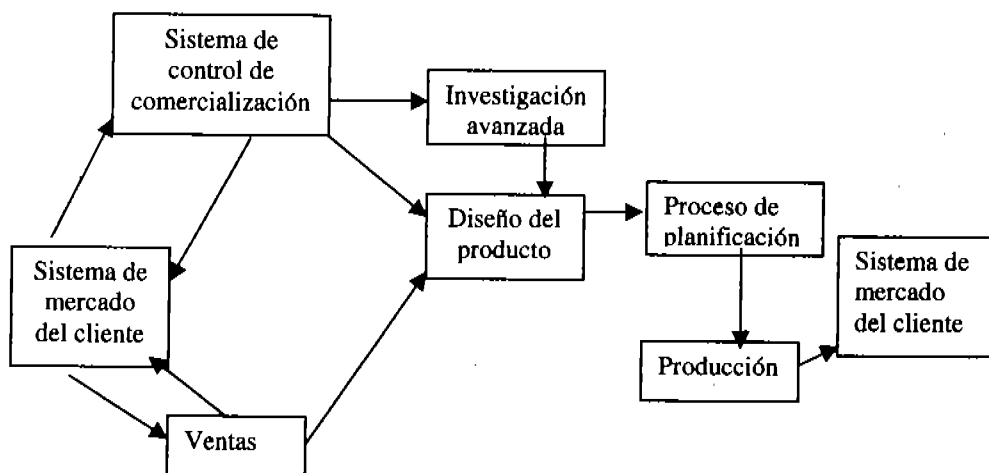 Sistema de
control de
comercialización
Investigación
avanzada
Diseño del
producto
Proceso de
planificación
Sistema de
mercado
del cliente
Sistema de
mercado
del cliente
Producción
Ventas